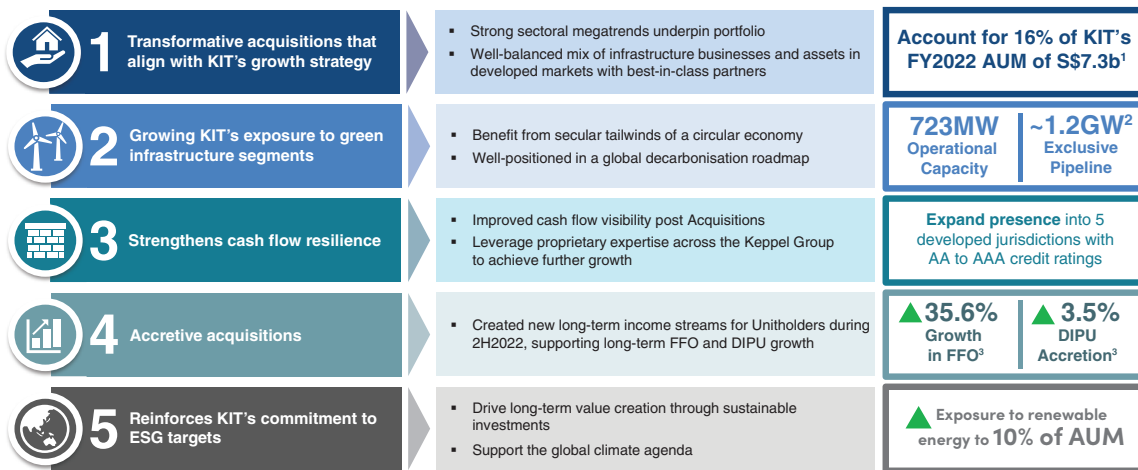 1
Transformative acquisitions that
align with KIT's growth strategy
▪ Strong sectoral megatrends underpin portfolio
▪ Well-balanced mix of infrastructure businesses and assets in
developed markets with best-in-class partners
Account for 16% of KIT's
FY2022 AUM of S$7.3b¹
2
Growing KIT's exposure to green
infrastructure segments
▪ Benefit from secular tailwinds of a circular economy
▪ Well-positioned in a global decarbonisation roadmap
723MW
Operational
Capacity
~1.2GW²
Exclusive
Pipeline
3
Strengthens cash flow resilience
▪ Improved cash flow visibility post Acquisitions
▪ Leverage proprietary expertise across the Keppel Group
to achieve further growth
Expand presence into 5
developed jurisdictions with
AA to AAA credit ratings
4
Accretive acquisitions
▪ Created new long-term income streams for Unitholders during
2H2022, supporting long-term FFO and DIPU growth
▲ 35.6%
Growth
in FFO³
▲ 3.5%
DIPU
Accretion³
5
Reinforces KIT's commitment to
ESG targets
▪ Drive long-term value creation through sustainable
investments
▪ Support the global climate agenda
▲ Exposure to renewable
energy to 10% of AUM